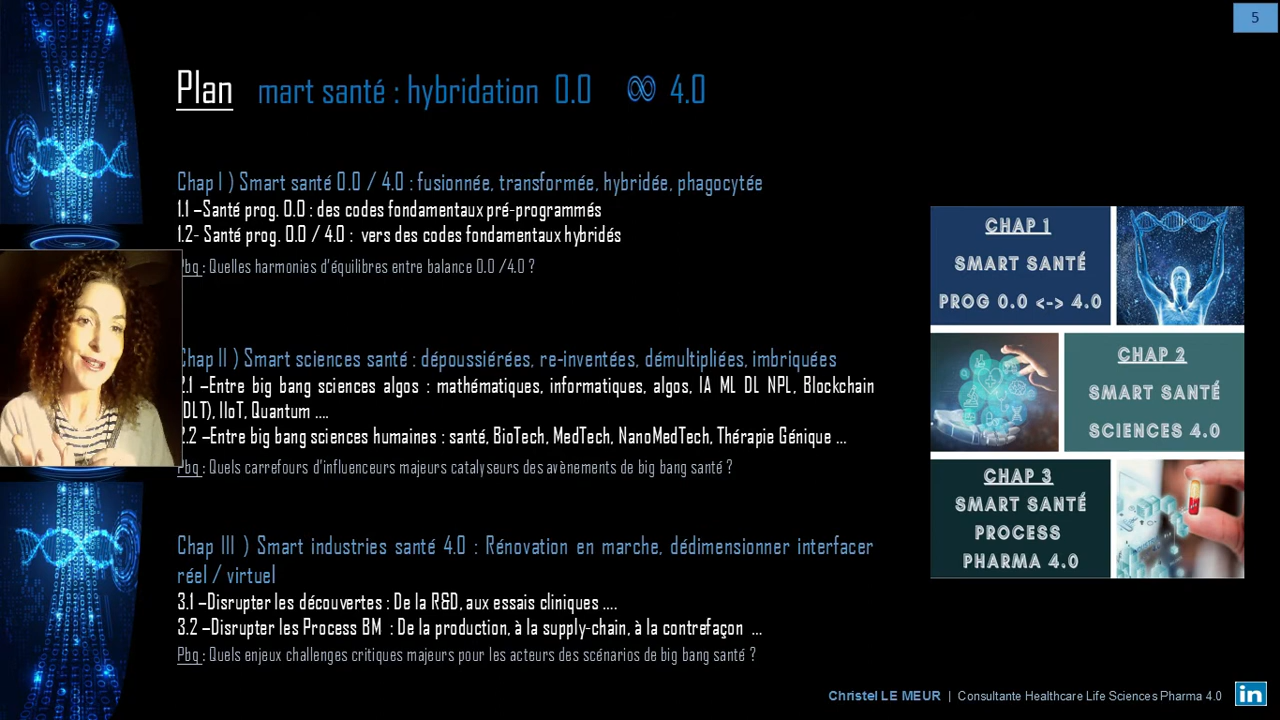 5
Plan mart santé : hybridation 0.0 ∞ 4.0
Chap I ) Smart santé 0.0 / 4.0 : fusionnée, transformée, hybridée, phagocytée
1.1 –Santé prog. 0.0 : des codes fondamentaux pré-programmés
1.2- Santé prog. 0.0 / 4.0 : vers des codes fondamentaux hybridés
Pbq : Quelles harmonies d'équilibres entre balance 0.0 /4.0 ?
Chap II ) Smart sciences santé : dépoussiérées, re-inventées, démultipliées, imbriquées
2.1 –Entre big bang sciences algos : mathématiques, informatiques, algos, IA ML DL NPL, Blockchain
(DLT), IIoT, Quantum ....
2.2 –Entre big bang sciences humaines : santé, BioTech, MedTech, NanoMedTech, Thérapie Génique ...
Pbq : Quels carrefours d'influenceurs majeurs catalyseurs des avènements de big bang santé ?
Chap III ) Smart industries santé 4.0 : Rénovation en marche, dédimensionner interfacer
réel / virtuel
3.1 –Disrupter les découvertes : De la R&D, aux essais cliniques ....
3.2 –Disrupter les Process BM : De la production, à la supply-chain, à la contrefaçon ...
Pbq : Quels enjeux challenges critiques majeurs pour les acteurs des scénarios de big bang santé ?
CHAP 1
SMART SANTÉ
PROG 0.0 <-> 4.0
CHAP 2
SMART SANTÉ
SCIENCES 4.0
CHAP 3
SMART SANTÉ
PROCESS
PHARMA 4.0
Christel LE MEUR | Consultante Healthcare Life Sciences Pharma 4.0
in